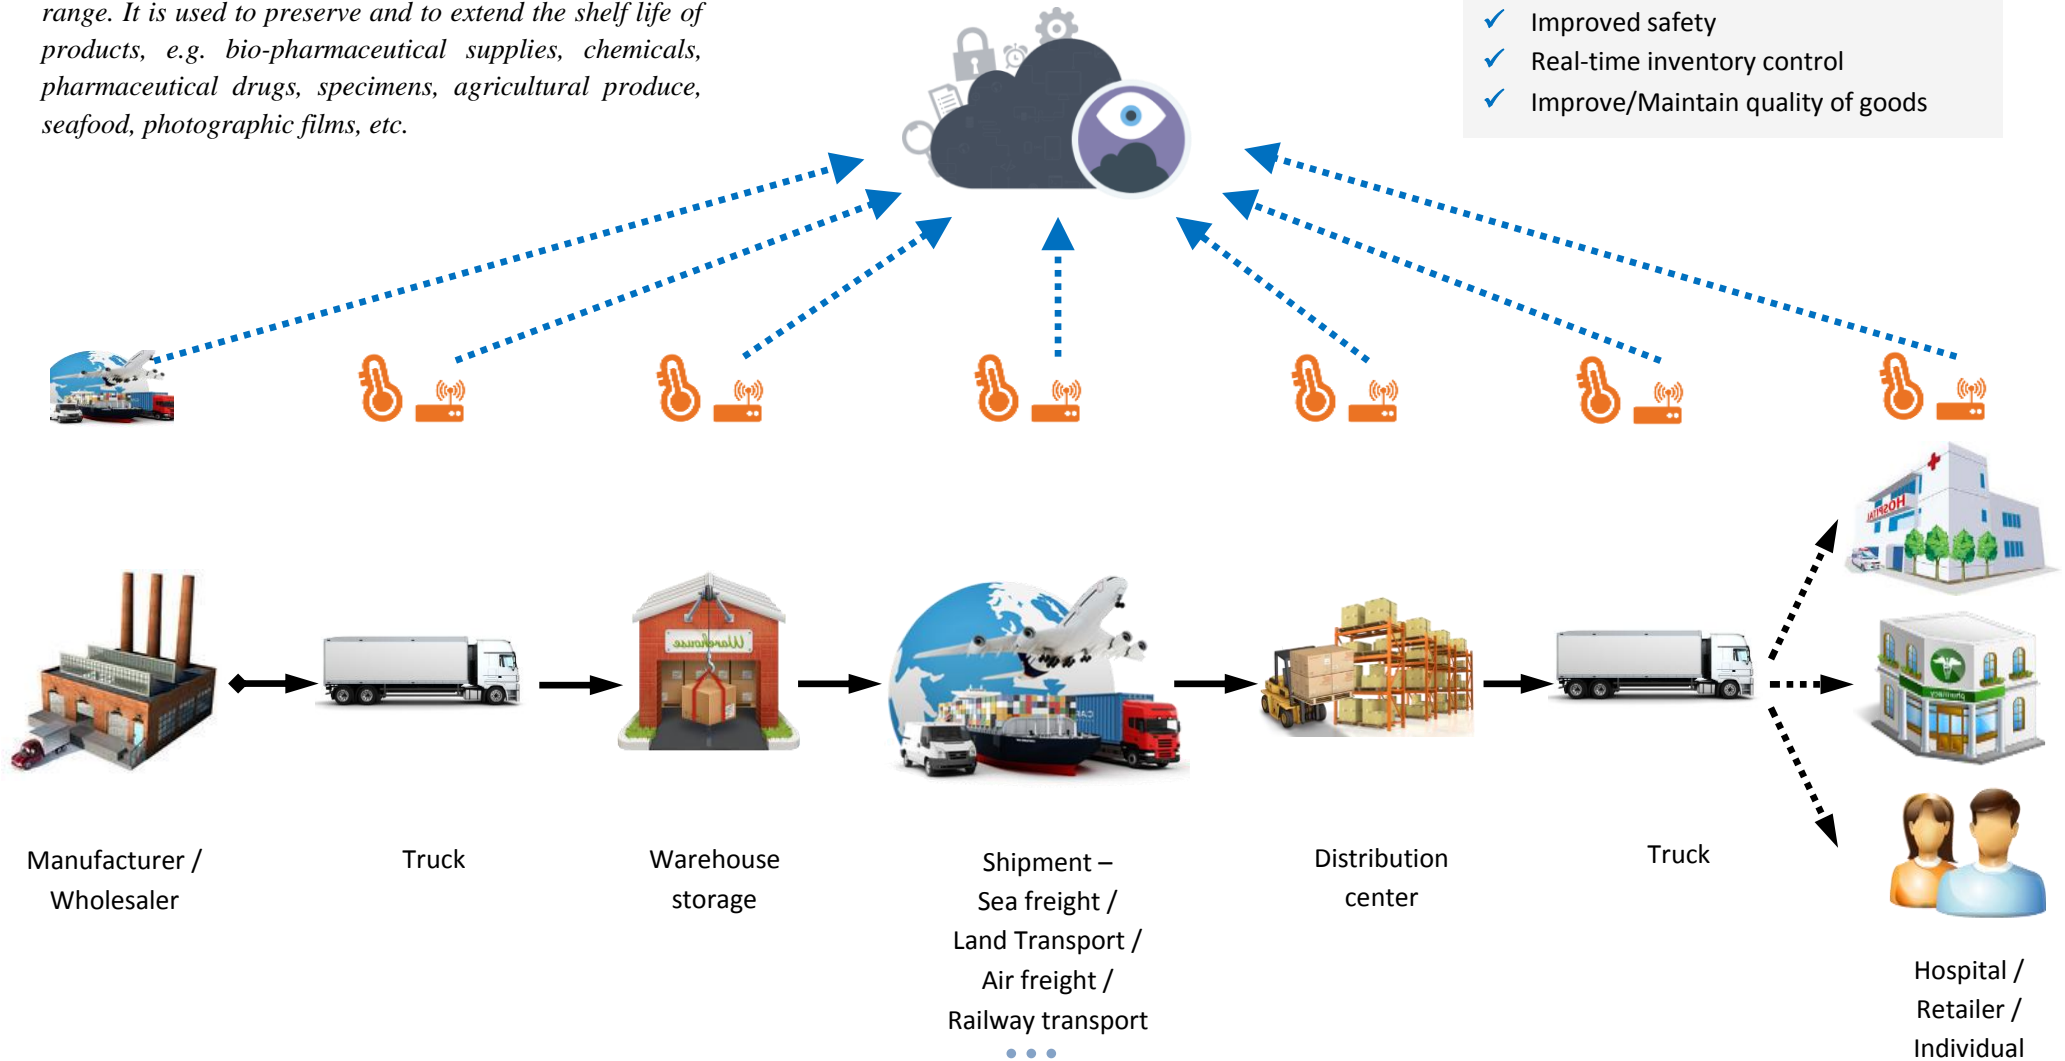 range. It is used to preserve and to extend the shelf life of
products, e.g. bio-pharmaceutical supplies, chemicals,
pharmaceutical drugs, specimens, agricultural produce,
seafood, photographic films, etc.
✓ Improved safety
✓ Real-time inventory control
✓ Improve/Maintain quality of goods
HOSPITAL
Warehouse
pharmacy
Manufacturer /
Wholesaler
Truck
Warehouse
storage
Shipment –
Sea freight /
Land Transport /
Air freight /
Railway transport
Distribution
center
Truck
Hospital /
Retailer /
Individual